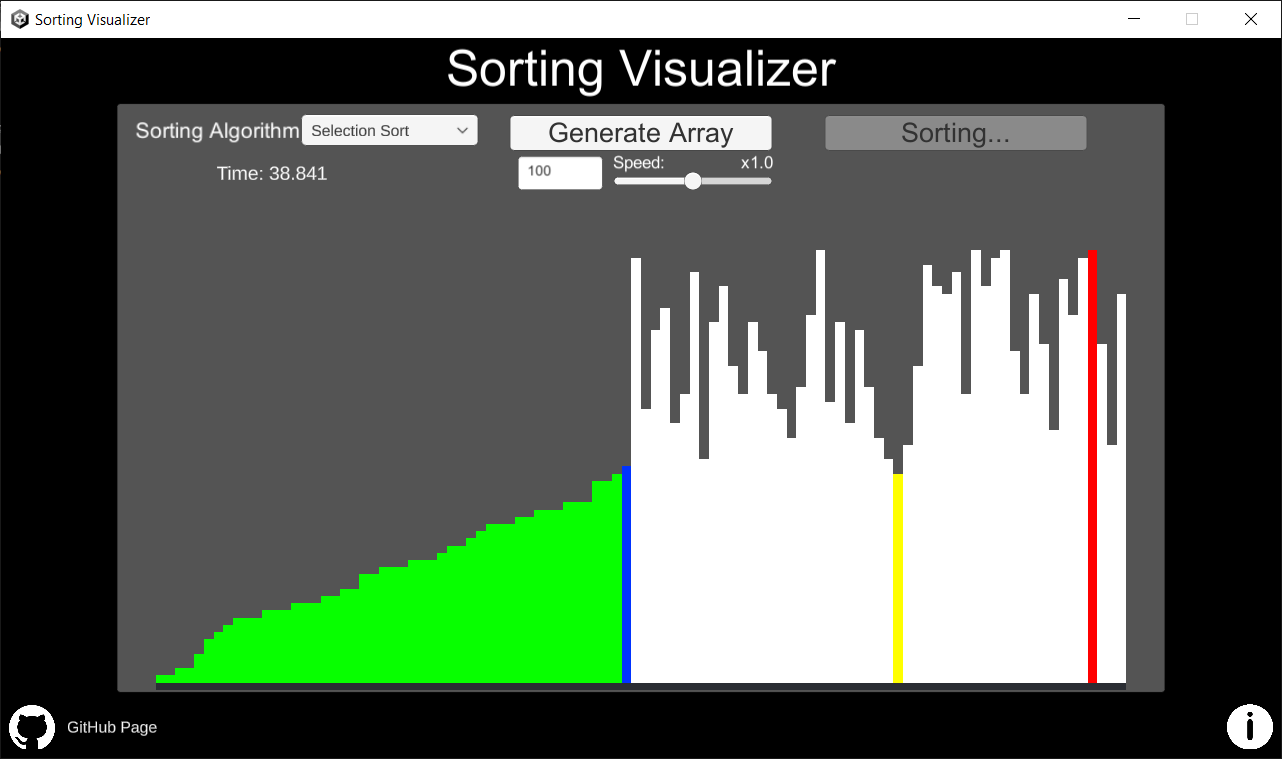 Sorting Visualizer
Sorting Visualizer
Sorting Algorithm Selection Sort Generate Array Sorting...
Time: 38.841 100 Speed: x1.0
GitHub Page